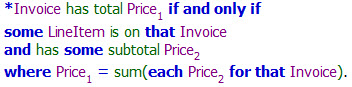 *Invoice has total Price₁ if and only if
some LineItem is on that Invoice
and has some subtotal Price₂
where Price₁ = sum(each Price₂ for that Invoice).